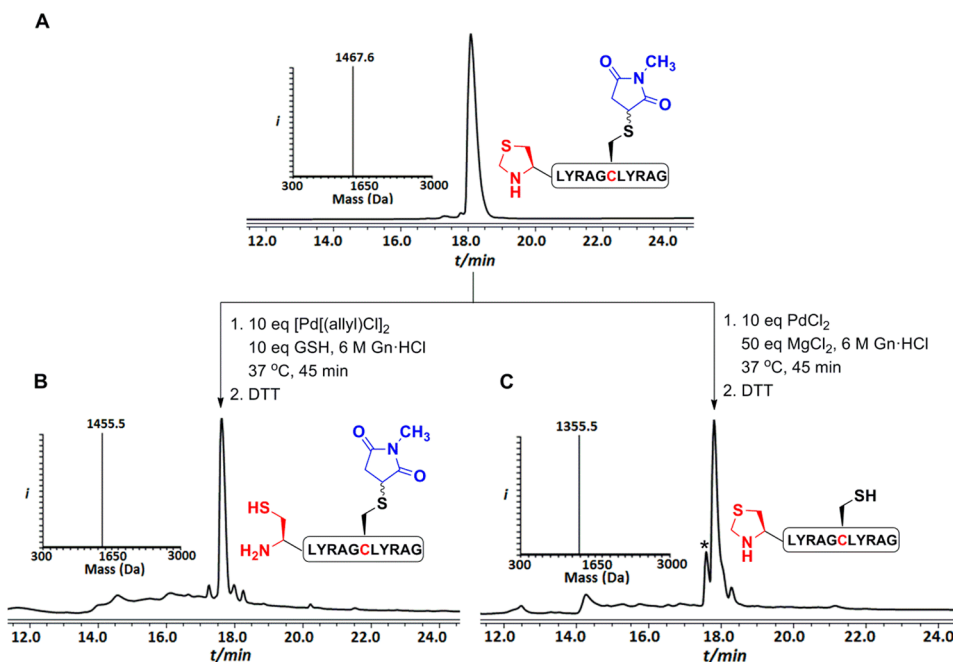 A
1467.6
i
300 1650 3000
Mass (Da)
O
N
CH3
O
S
S
N
H
LYRAGCLYRAG
12.0 14.0 16.0 18.0 20.0 22.0 24.0
t/min
1. 10 eq [Pd[(allyl)Cl]2
10 eq GSH, 6 M Gn·HCl
37 ºC, 45 min
2. DTT
1. 10 eq PdCl2
50 eq MgCl2, 6 M Gn·HCl
37 ºC, 45 min
2. DTT
B
1455.5
i
300 1650 3000
Mass (Da)
O
N
CH3
O
S
HS
H2N
LYRAGCLYRAG
12.0 14.0 16.0 18.0 20.0 22.0 24.0
t/min
C
1355.5
i
300 1650 3000
Mass (Da)
*
SH
S
N
H
LYRAGCLYRAG
12.0 14.0 16.0 18.0 20.0 22.0 24.0
t/min